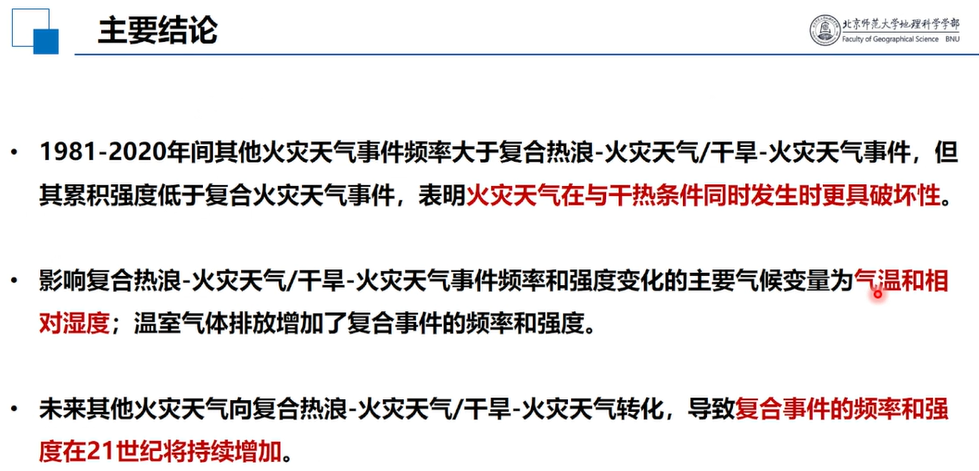 主要结论
北京师范大学地理科学学部
Faculty of Geographical Science BNU
• 1981-2020年间其他火灾天气事件频率大于复合热浪-火灾天气/干旱-火灾天气事件，但
其累积强度低于复合火灾天气事件，表明火灾天气在与干热条件同时发生时更具破坏性。
• 影响复合热浪-火灾天气/干旱-火灾天气事件频率和强度变化的主要气候变量为气温和相
对湿度；温室气体排放增加了复合事件的频率和强度。
• 未来其他火灾天气向复合热浪-火灾天气/干旱-火灾天气转化，导致复合事件的频率和强
度在21世纪将持续增加。